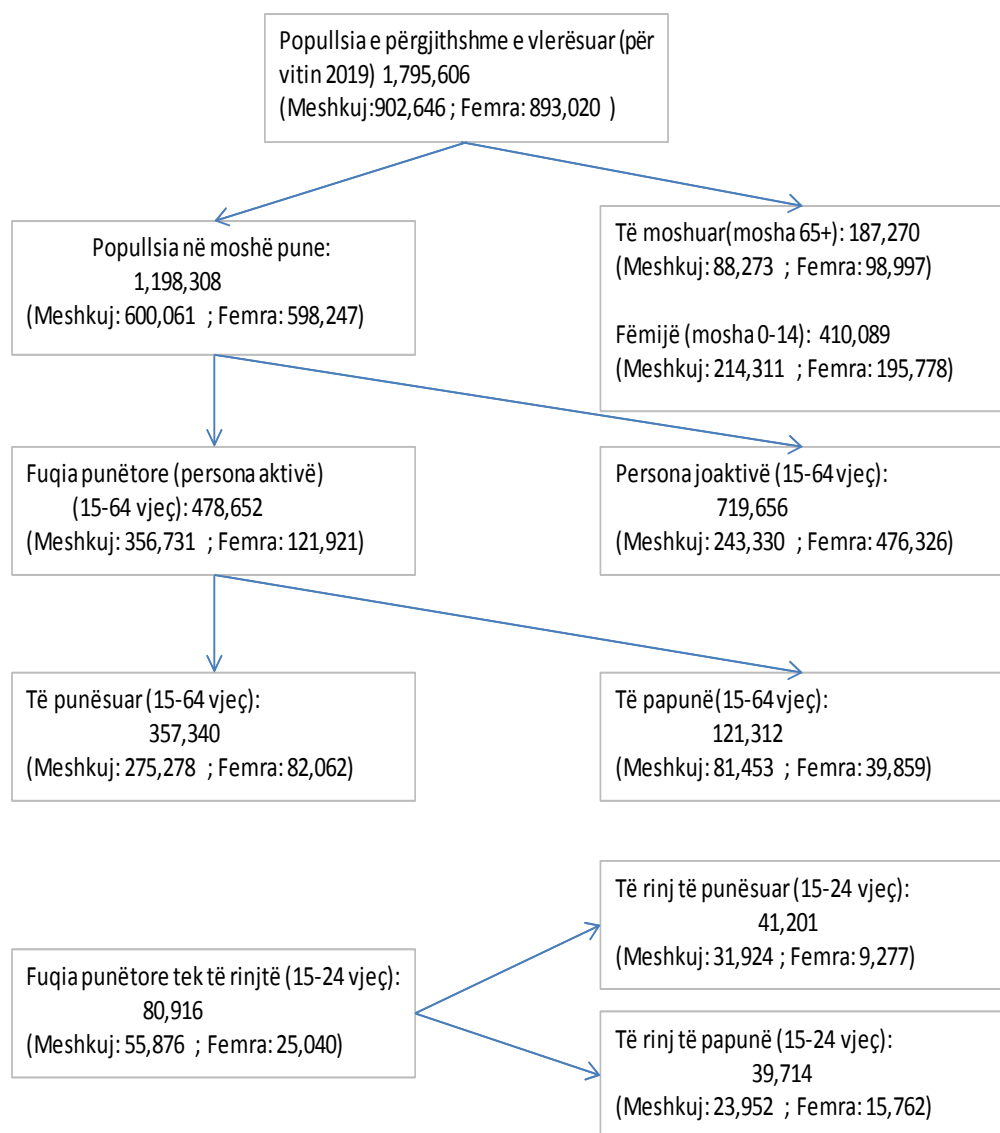 Popullsia e përgjithshme e vlerësuar (për
vitin 2019) 1,795,606
(Meshkuj:902,646 ; Femra: 893,020 )
Popullsia në moshë pune:
1,198,308
(Meshkuj: 600,061 ; Femra: 598,247)
Të moshuar(mosha 65+): 187,270
(Meshkuj: 88,273 ; Femra: 98,997)
Fëmijë (mosha 0-14): 410,089
(Meshkuj: 214,311 ; Femra: 195,778)
Fuqia punëtore (persona aktivë)
(15-64 vjeç): 478,652
(Meshkuj: 356,731 ; Femra: 121,921)
Persona joaktivë (15-64 vjeç):
719,656
(Meshkuj: 243,330 ; Femra: 476,326)
Të punësuar (15-64 vjeç):
357,340
(Meshkuj: 275,278 ; Femra: 82,062)
Të papunë(15-64 vjeç):
121,312
(Meshkuj: 81,453 ; Femra: 39,859)
Fuqia punëtore tek të rinjtë (15-24 vjeç):
80,916
(Meshkuj: 55,876 ; Femra: 25,040)
Të rinj të punësuar (15-24 vjeç):
41,201
(Meshkuj: 31,924 ; Femra: 9,277)
Të rinj të papunë (15-24 vjeç):
39,714
(Meshkuj: 23,952 ; Femra: 15,762)